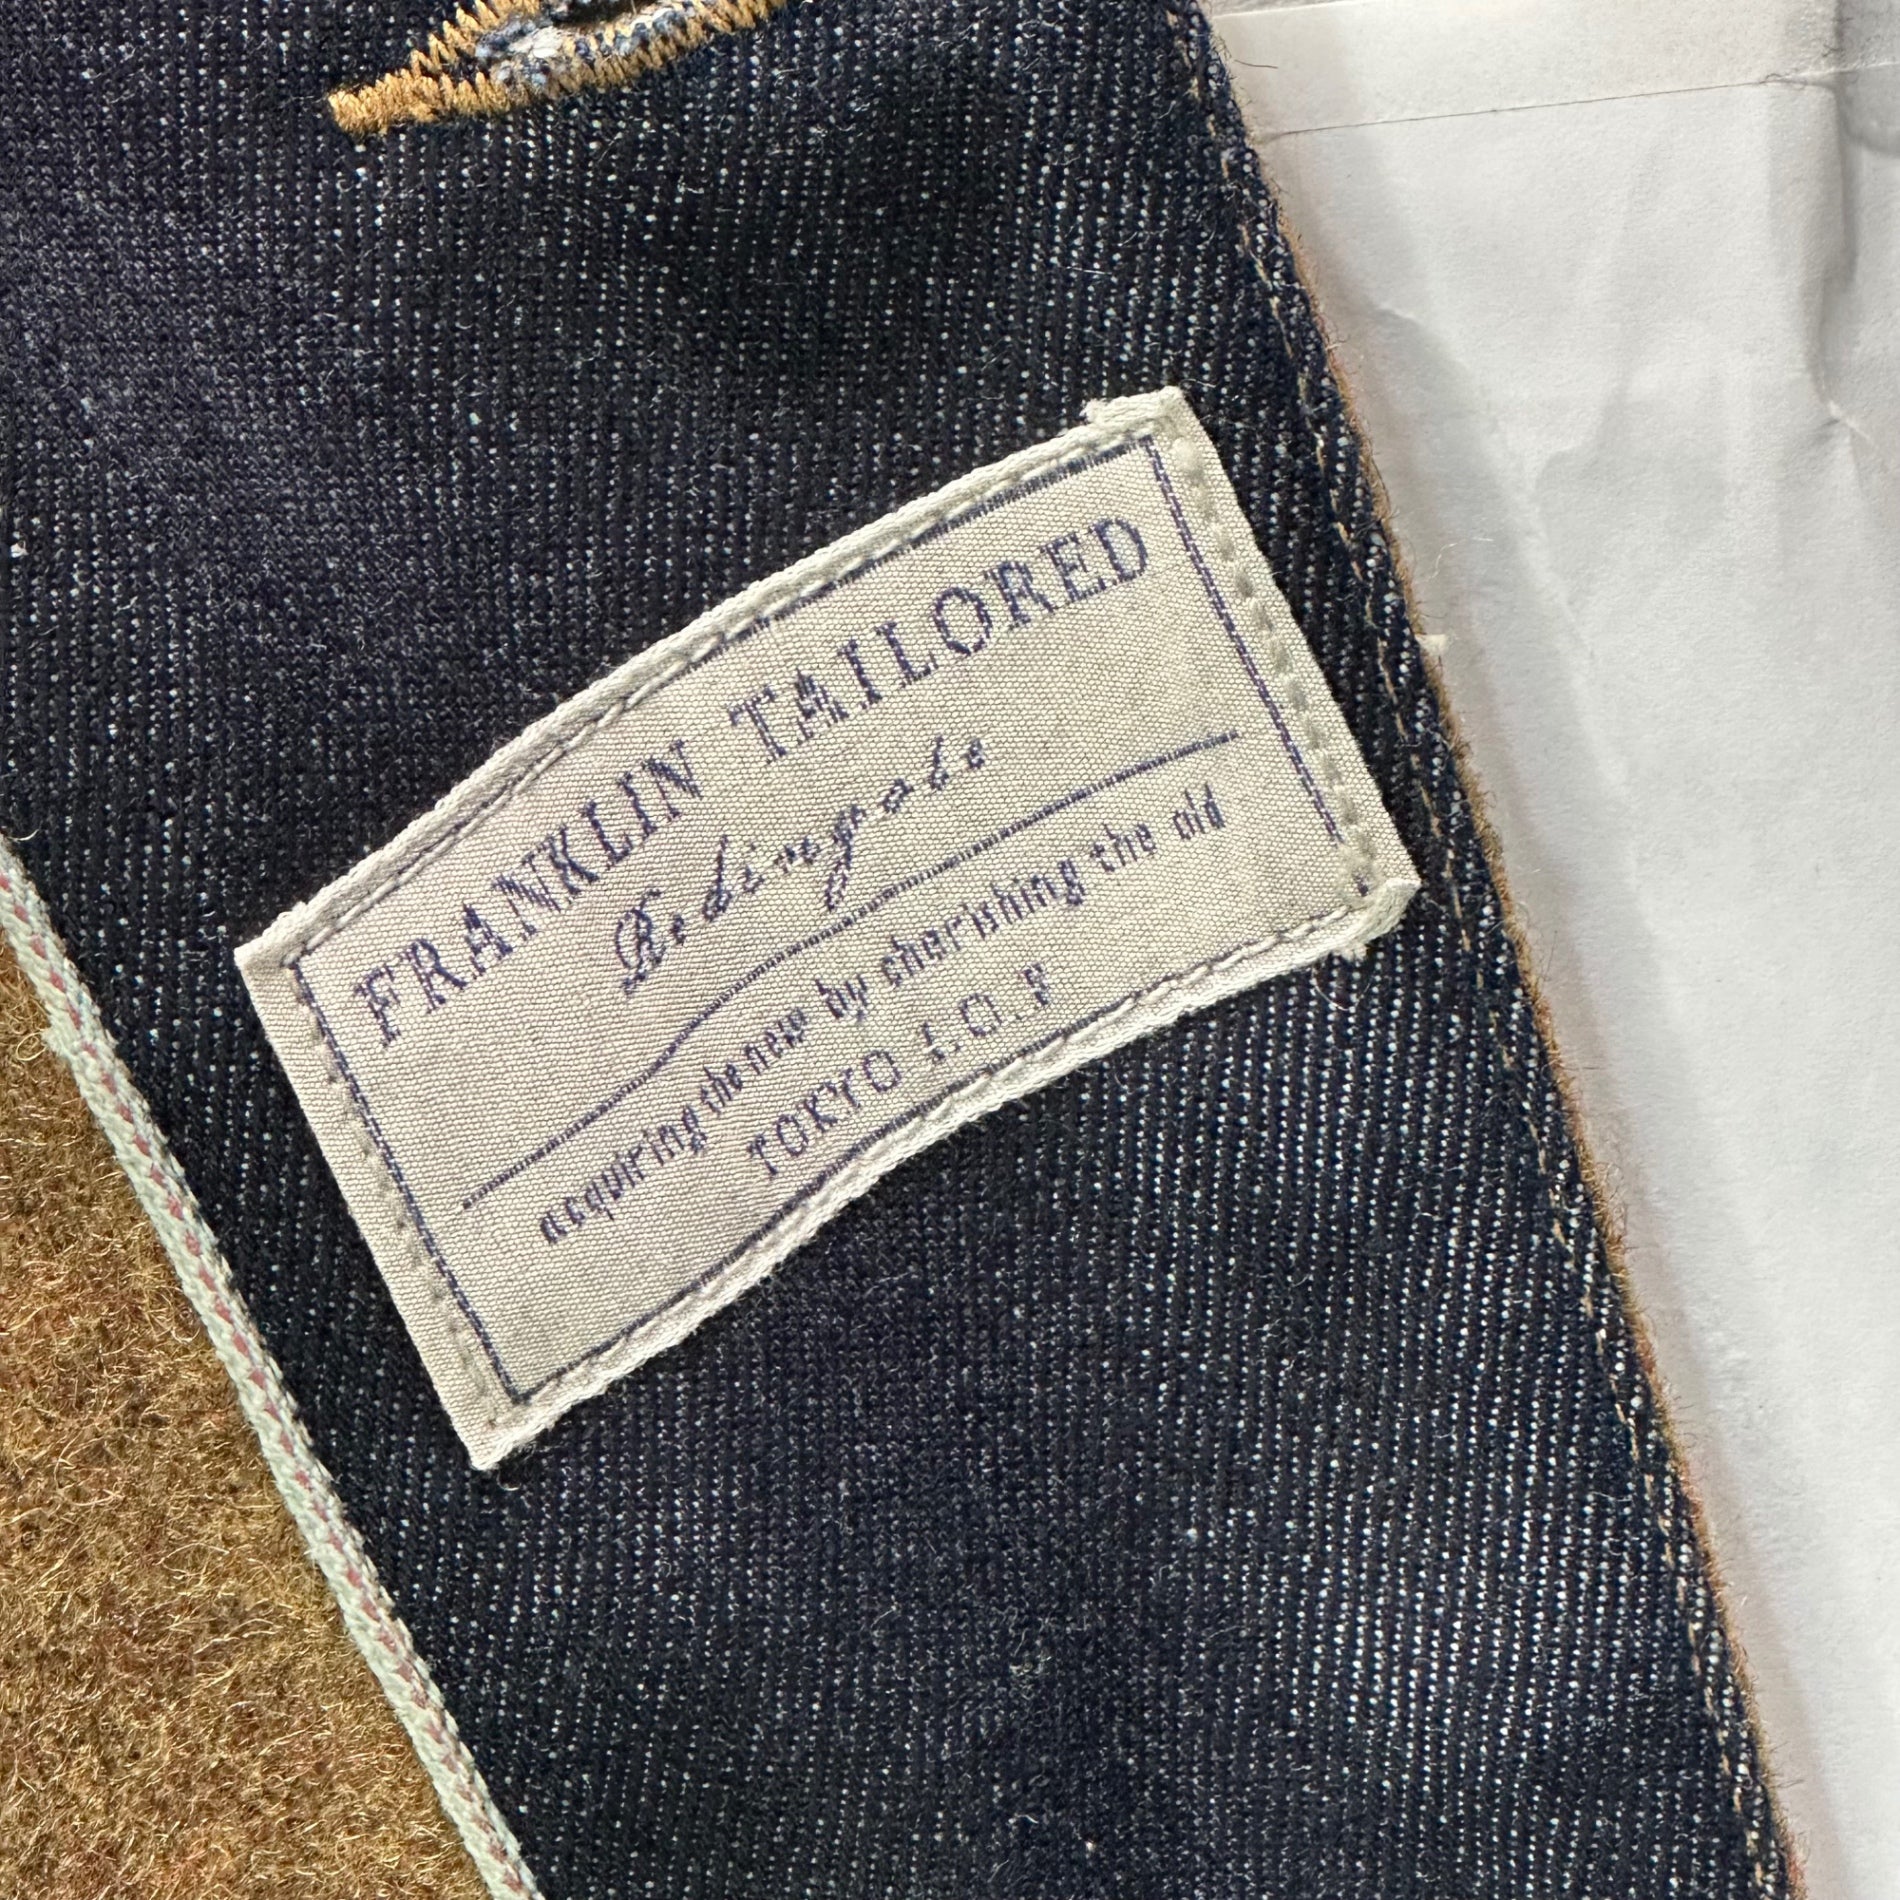 FRANKLIN TAILORED
Redingote
acquiring the new by cherishing the old
TOKYO